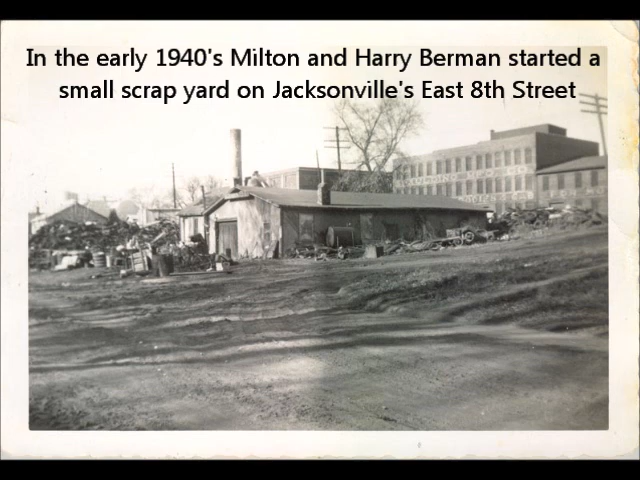 In the early 1940's Milton and Harry Berman started a
small scrap yard on Jacksonville's East 8th Street